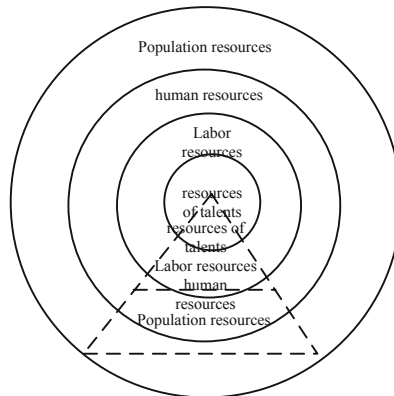 Population resources
human resources
Labor
resources
resources
of talents
resources of
talents
Labor resources
human
resources
Population resources